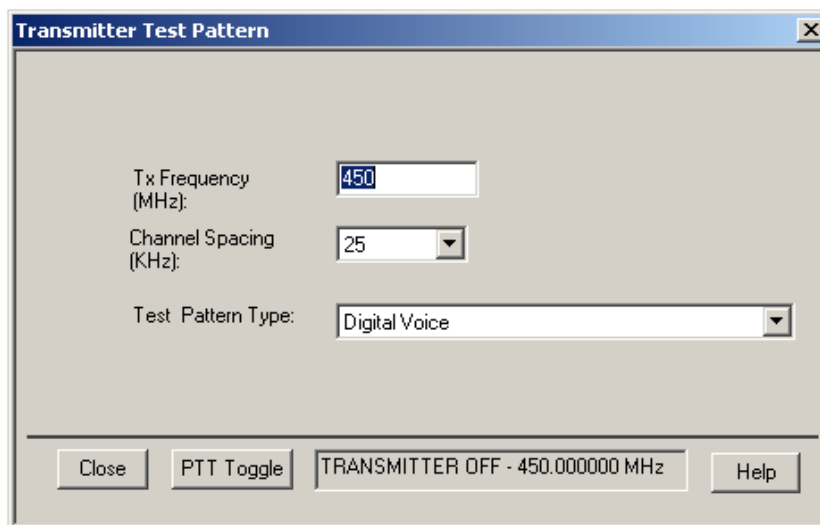 Transmitter Test Pattern
Tx Frequency
(MHz):
450
Channel Spacing
(KHz):
25
Test Pattern Type:
Digital Voice
Close
PTT Toggle
TRANSMITTER OFF - 450.000000 MHz
Help